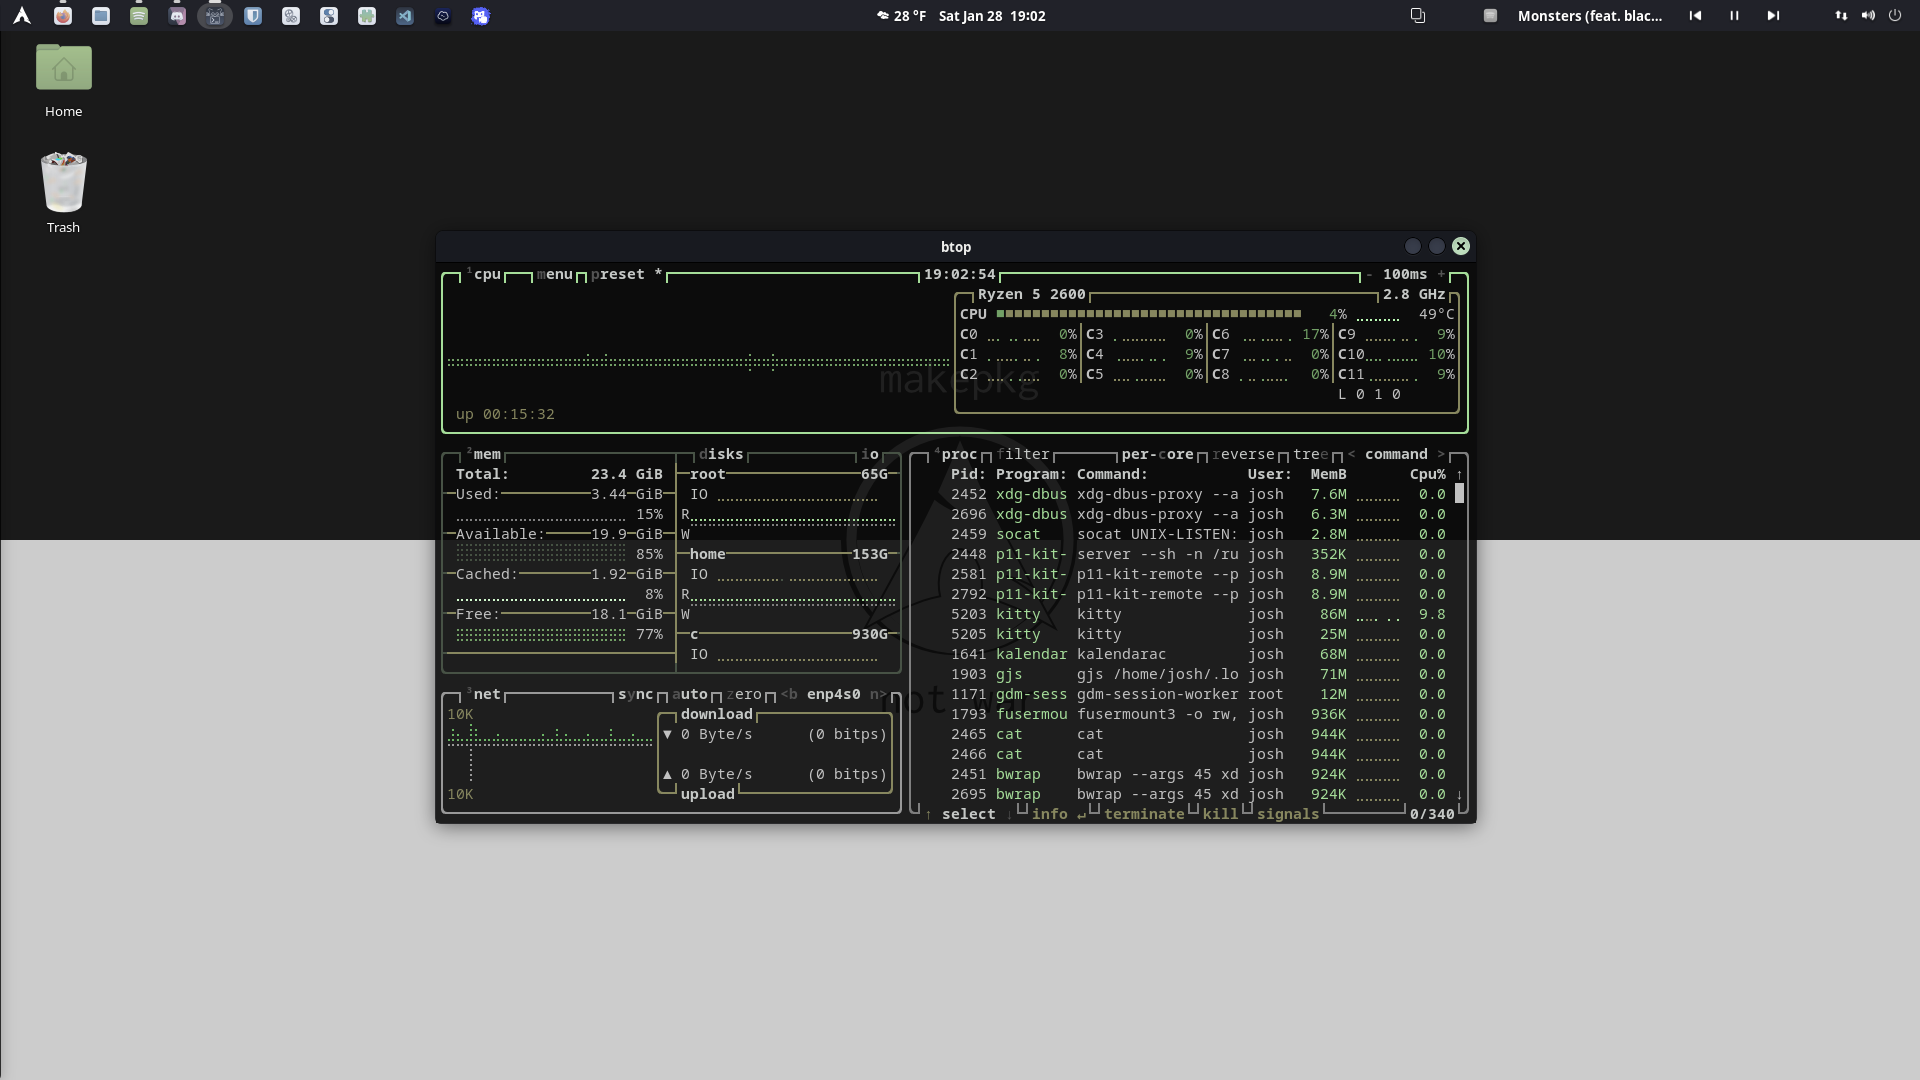 28 °F Sat Jan 28 19:02
Monsters (feat. blac...
Home
Trash
btop
¹cpu menu preset * 19:02:54 - 100ms +
Ryzen 5 2600 2.8 GHz
CPU 4% 49°C
C0 0% C3 0% C6 17% C9 9%
C1 8% C4 9% C7 0% C10 10%
C2 0% C5 0% C8 0% C11 9%
makepkg
L 0 1 0
up 00:15:32
²mem disks io
Total: 23.4 GiB
Used: 3.44 GiB
15%
Available: 19.9 GiB
85%
Cached: 1.92 GiB
8%
Free: 18.1 GiB
77%
root 65G
IO
R
W
home 153G
IO
R
W
c 930G
IO
³net sync auto zero <b enp4s0 n>
10K
download
▼ 0 Byte/s (0 bitps)
▲ 0 Byte/s (0 bitps)
10K
upload
not war
⁴proc filter per-core reverse tree < command >
Pid: Program: Command: User: MemB Cpu% ↑
2452 xdg-dbus xdg-dbus-proxy --a josh 7.6M 0.0
2696 xdg-dbus xdg-dbus-proxy --a josh 6.3M 0.0
2459 socat socat UNIX-LISTEN: josh 2.8M 0.0
2448 p11-kit- server --sh -n /ru josh 352K 0.0
2581 p11-kit- p11-kit-remote --p josh 8.9M 0.0
2792 p11-kit- p11-kit-remote --p josh 8.9M 0.0
5203 kitty kitty josh 86M 9.8
5205 kitty kitty josh 25M 0.0
1641 kalendar kalendarac josh 68M 0.0
1903 gjs gjs /home/josh/.lo josh 71M 0.0
1171 gdm-sess gdm-session-worker root 12M 0.0
1793 fusermou fusermount3 -o rw, josh 936K 0.0
2465 cat cat josh 944K 0.0
2466 cat cat josh 944K 0.0
2451 bwrap bwrap --args 45 xd josh 924K 0.0
2695 bwrap bwrap --args 45 xd josh 924K 0.0 ↓
↑ select ↓ info ↵ terminate kill signals 0/340